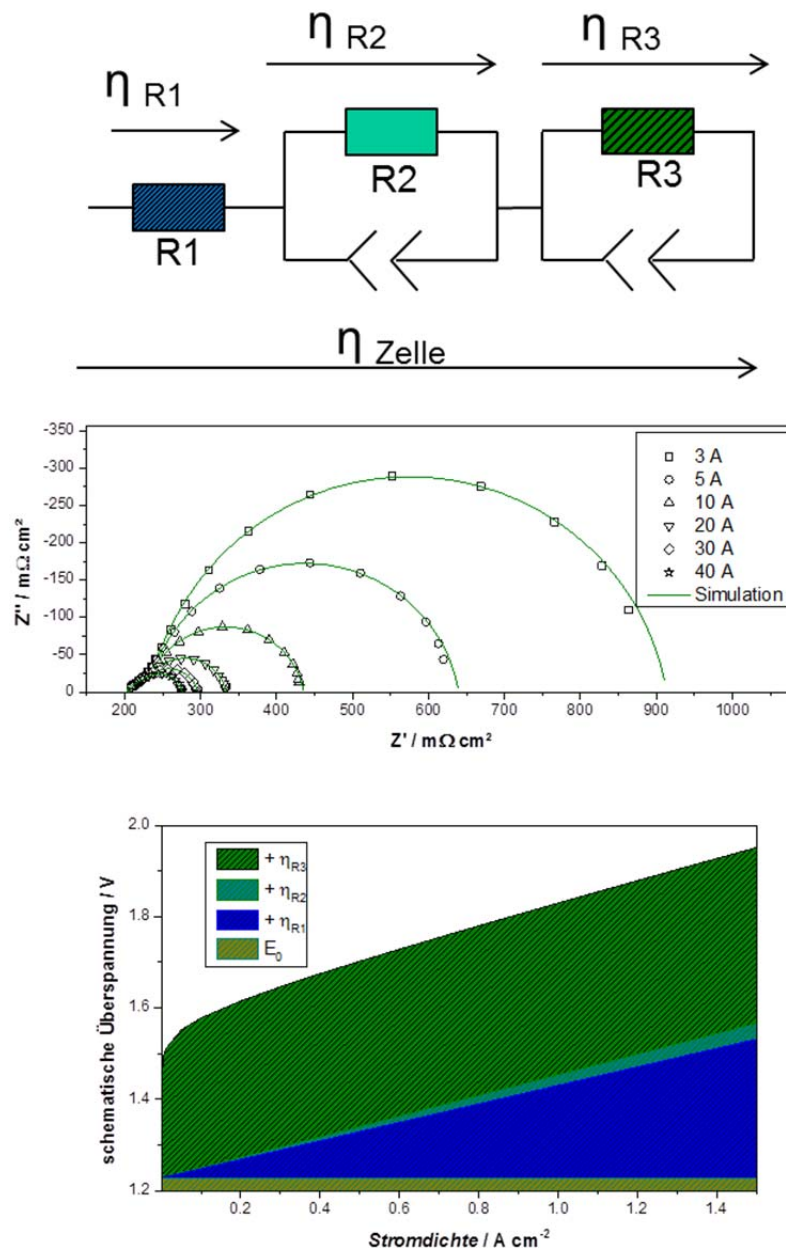 η R2
η R3
η R1
R2
R3
R1
η Zelle
-350
-300
-250
-200
-150
-100
-50
0
Z'' / mΩ cm²
3 A
5 A
10 A
20 A
30 A
40 A
Simulation
200 300 400 500 600 700 800 900 1000
Z' / mΩ cm²
2.0
1.8
1.6
1.4
1.2
schematische Überspannung / V
+ ηR3
+ ηR2
+ ηR1
E0
0.2 0.4 0.6 0.8 1.0 1.2 1.4
Stromdichte / A cm-2